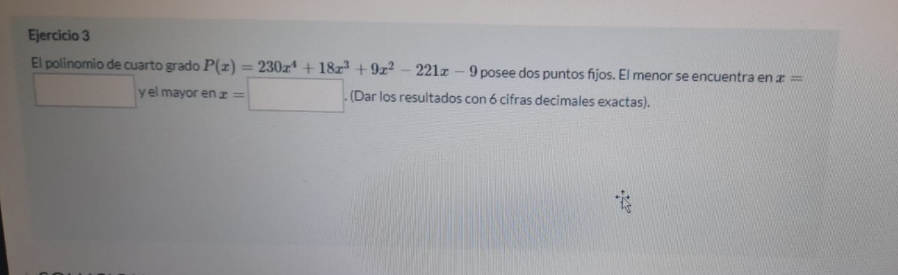 Ejercicio 3
El polinomio de cuarto grado P(x) = 230x⁴ + 18x³ + 9x² − 221x − 9 posee dos puntos fijos. El menor se encuentra en x =
y el mayor en x = . (Dar los resultados con 6 cifras decimales exactas).